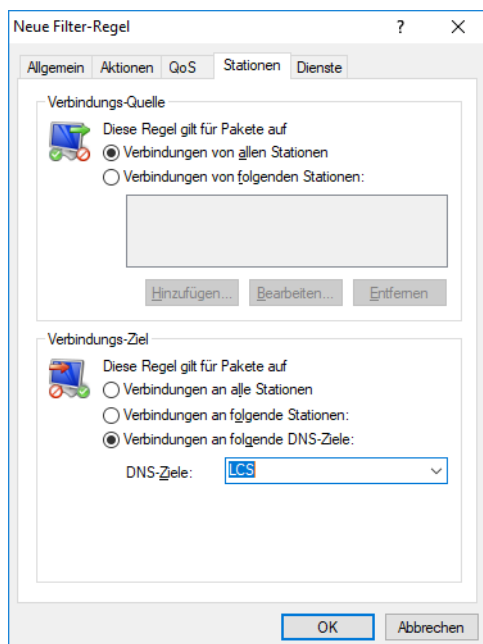 Neue Filter-Regel
Allgemein Aktionen QoS Stationen Dienste
Verbindungs-Quelle
Diese Regel gilt für Pakete auf
Verbindungen von allen Stationen
Verbindungen von folgenden Stationen:
Hinzufügen... Bearbeiten... Entfernen
Verbindungs-Ziel
Diese Regel gilt für Pakete auf
Verbindungen an alle Stationen
Verbindungen an folgende Stationen:
Verbindungen an folgende DNS-Ziele:
DNS-Ziele: LCS
OK Abbrechen